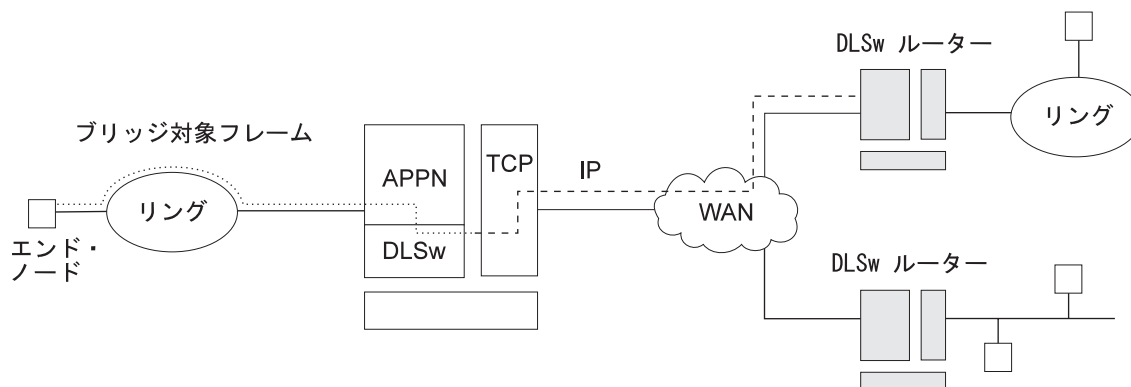 DLSw ルーター
リング
ブリッジ対象フレーム
APPN
TCP
IP
リング
WAN
DLSw
エンド・
ノード
DLSw ルーター